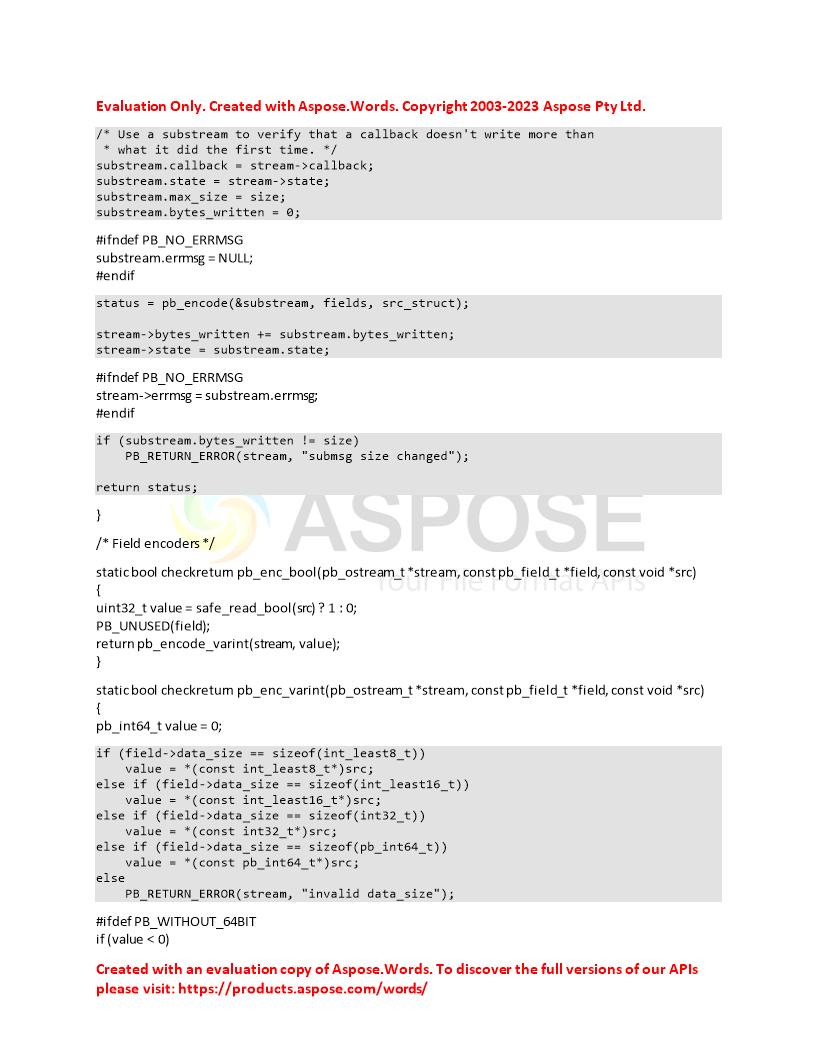 Evaluation Only. Created with Aspose.Words. Copyright 2003-2023 Aspose Pty Ltd.
/* Use a substream to verify that a callback doesn't write more than
 * what it did the first time. */
substream.callback = stream->callback;
substream.state = stream->state;
substream.max_size = size;
substream.bytes_written = 0;
#ifndef PB_NO_ERRMSG
substream.errmsg = NULL;
#endif
status = pb_encode(&substream, fields, src_struct);
stream->bytes_written += substream.bytes_written;
stream->state = substream.state;
#ifndef PB_NO_ERRMSG
stream->errmsg = substream.errmsg;
#endif
if (substream.bytes_written != size)
    PB_RETURN_ERROR(stream, "submsg size changed");
return status;
ASPOSE
}
/* Field encoders */
static bool checkreturn pb_enc_bool(pb_ostream_t *stream, const pb_field_t *field, const void *src)
Your File Format APIs
{
uint32_t value = safe_read_bool(src) ? 1 : 0;
PB_UNUSED(field);
return pb_encode_varint(stream, value);
}
static bool checkreturn pb_enc_varint(pb_ostream_t *stream, const pb_field_t *field, const void *src)
{
pb_int64_t value = 0;
if (field->data_size == sizeof(int_least8_t))
    value = *(const int_least8_t*)src;
else if (field->data_size == sizeof(int_least16_t))
    value = *(const int_least16_t*)src;
else if (field->data_size == sizeof(int32_t))
    value = *(const int32_t*)src;
else if (field->data_size == sizeof(pb_int64_t))
    value = *(const pb_int64_t*)src;
else
    PB_RETURN_ERROR(stream, "invalid data_size");
#ifdef PB_WITHOUT_64BIT
if (value < 0)
Created with an evaluation copy of Aspose.Words. To discover the full versions of our APIs
please visit: https://products.aspose.com/words/